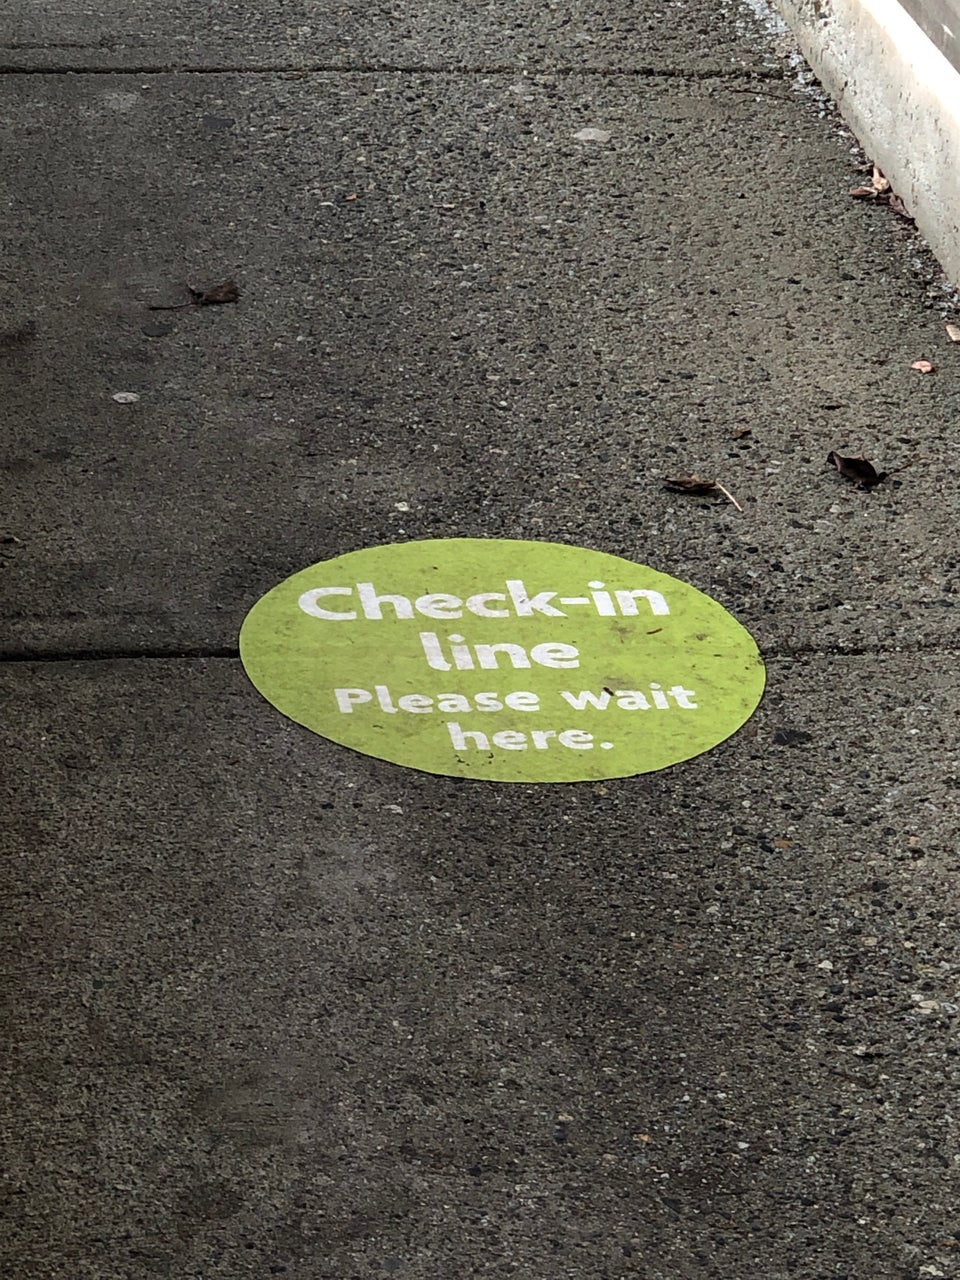 Check-in
line
Please wait
here.